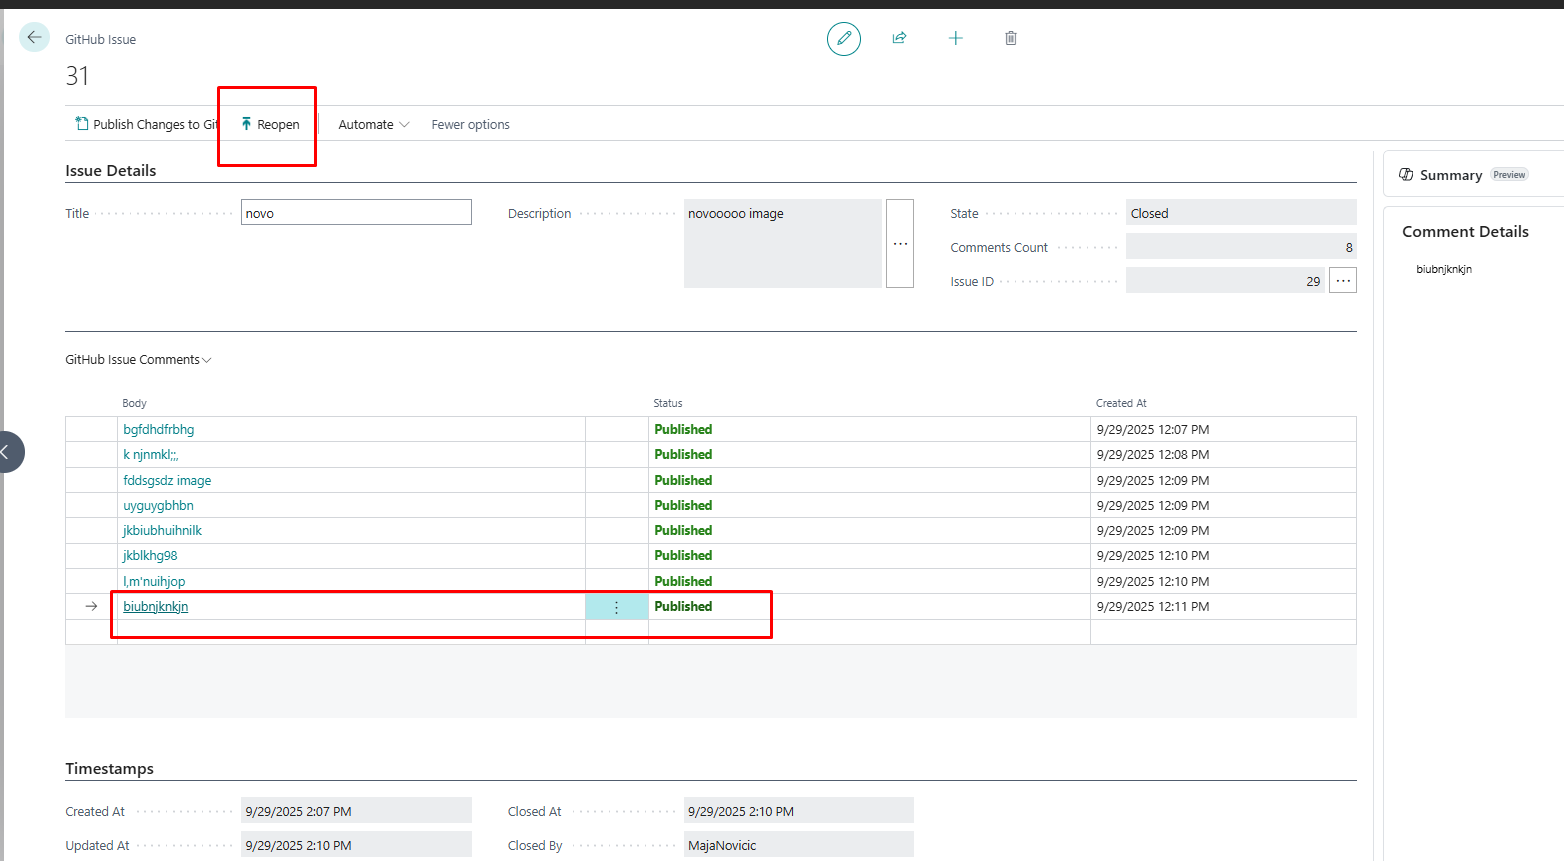 GitHub Issue
31
Publish Changes to Git
Reopen
Automate
Fewer options
Issue Details
Title
novo
Description
novooooo image
State
Closed
Comments Count
8
Issue ID
29
Summary
Preview
Comment Details
biubnjknkjn
GitHub Issue Comments
Body Status Created At
bgfdhdfrbhg Published 9/29/2025 12:07 PM
k njnmkl;;, Published 9/29/2025 12:08 PM
fddsgsdz image Published 9/29/2025 12:09 PM
uyguygbhbn Published 9/29/2025 12:09 PM
jkbiubhuihnilk Published 9/29/2025 12:09 PM
jkblkhg98 Published 9/29/2025 12:10 PM
l,m'nuihjop Published 9/29/2025 12:10 PM
biubnjknkjn Published 9/29/2025 12:11 PM
Timestamps
Created At 9/29/2025 2:07 PM
Closed At 9/29/2025 2:10 PM
Updated At 9/29/2025 2:10 PM
Closed By MajaNovicic